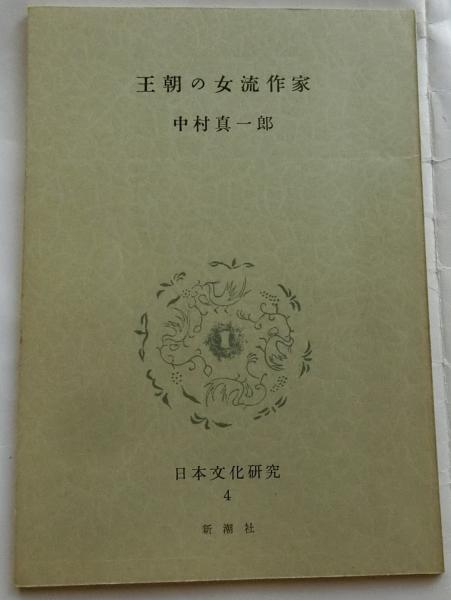 王朝の女流作家
中村真一郎
日本文化研究
4
新潮社